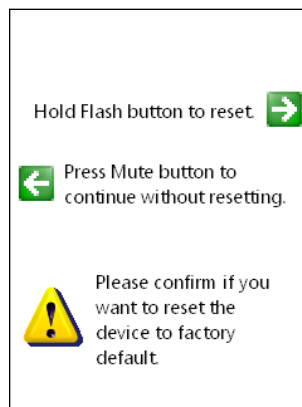 Hold Flash button to reset.
Press Mute button to
continue without resetting.
Please confirm if you
want to reset the
device to factory
default.